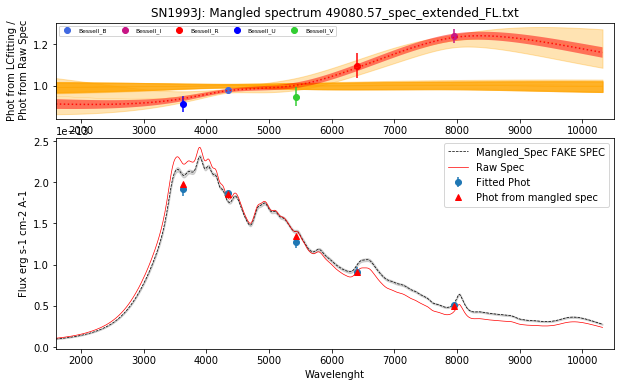 SN1993J: Mangled spectrum 49080.57_spec_extended_FL.txt
Phot from LCfitting /
Phot from Raw Spec
Bessell_B
Bessell_I
Bessell_R
Bessell_U
Bessell_V
1.2
1.0
2000 3000 4000 5000 6000 7000 8000 9000 10000
Flux erg s-1 cm-2 A-1
2.5
2.0
1.5
1.0
0.5
0.0
Mangled_Spec FAKE SPEC
Raw Spec
Fitted Phot
Phot from mangled spec
2000 3000 4000 5000 6000 7000 8000 9000 10000
Wavelenght